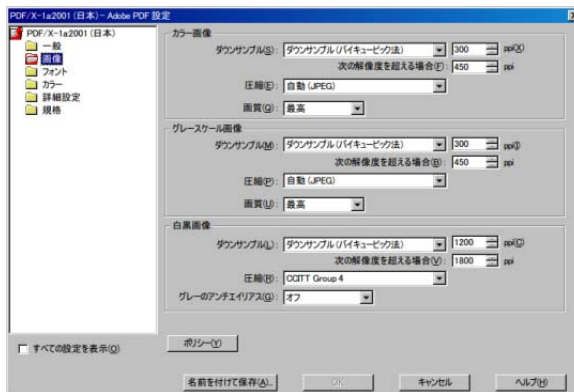 PDF/X-1a2001 (日本) - Adobe PDF 設定
PDF/X-1a2001 (日本)
一般
画像
フォント
カラー
詳細設定
規格
すべての設定を表示(O)
カラー画像
ダウンサンプル(S): ダウンサンプル (バイキュービック法) 300 ppi(X)
次の解像度を超える場合(F): 450 ppi
圧縮(E): 自動 (JPEG)
画質(Q): 最高
グレースケール画像
ダウンサンプル(M): ダウンサンプル (バイキュービック法) 300 ppi(I)
次の解像度を超える場合(B): 450 ppi
圧縮(P): 自動 (JPEG)
画質(U): 最高
白黒画像
ダウンサンプル(L): ダウンサンプル (バイキュービック法) 1200 ppi(C)
次の解像度を超える場合(V): 1800 ppi
圧縮(R): CCITT Group 4
グレーのアンチエイリアス(G): オフ
ポリシー(Y)
名前を付けて保存(A)... OK キャンセル ヘルプ(H)